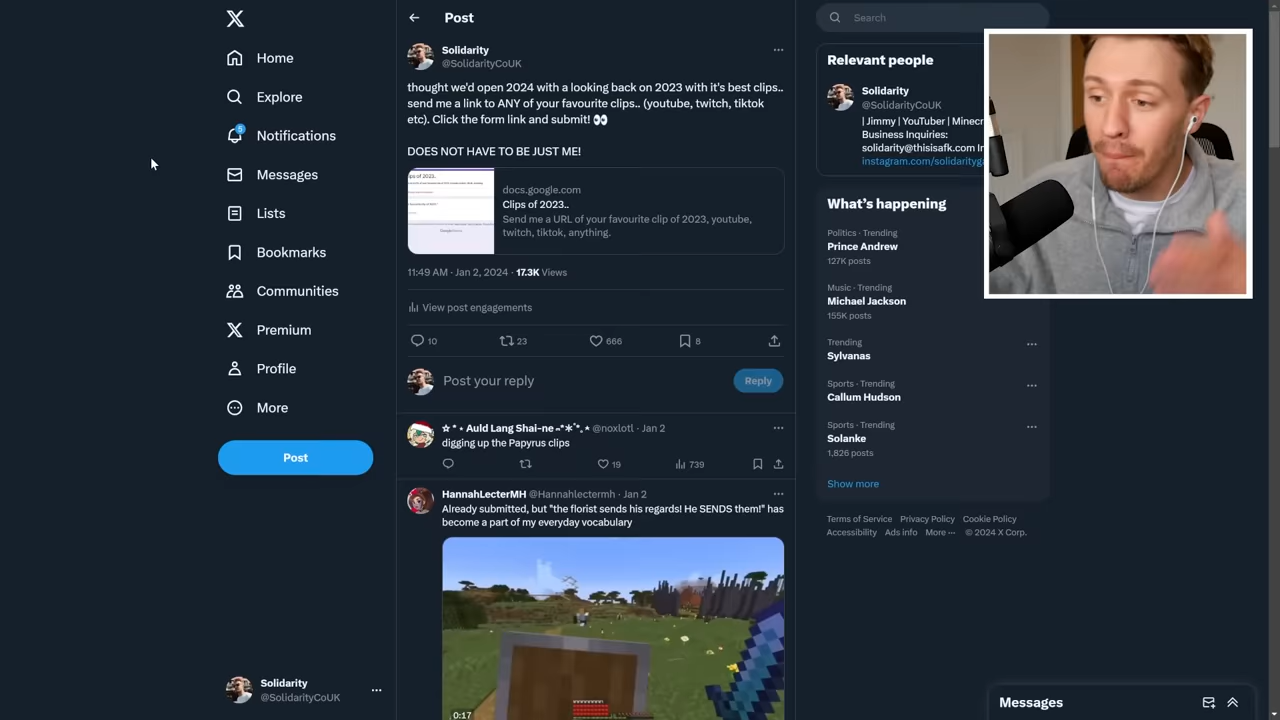 Home
Explore
5
Notifications
Messages
Lists
Bookmarks
Communities
Premium
Profile
More
Post
Solidarity
@SolidarityCoUK
Post
Solidarity
@SolidarityCoUK
thought we'd open 2024 with a looking back on 2023 with it's best clips..
send me a link to ANY of your favourite clips.. (youtube, twitch, tiktok
etc). Click the form link and submit! 👀
DOES NOT HAVE TO BE JUST ME!
docs.google.com
Clips of 2023..
Send me a URL of your favourite clip of 2023, youtube,
twitch, tiktok, anything.
11:49 AM · Jan 2, 2024 · 17.3K Views
View post engagements
10
23
666
8
Post your reply
Reply
Auld Lang Shai-ne @noxlotl · Jan 2
digging up the Papyrus clips
19
739
HannahLecterMH @Hannahlectermh · Jan 2
Already submitted, but "the florist sends his regards! He SENDS them!" has
become a part of my everyday vocabulary
0:17
Search
Relevant people
Solidarity
@SolidarityCoUK
| Jimmy | YouTuber | Minecr
Business Inquiries:
solidarity@thisisafk.com In
instagram.com/solidarityga
What's happening
Politics · Trending
Prince Andrew
127K posts
Music · Trending
Michael Jackson
155K posts
Trending
Sylvanas
Sports · Trending
Callum Hudson
Sports · Trending
Solanke
1,826 posts
Show more
Terms of Service Privacy Policy Cookie Policy
Accessibility Ads info More ··· © 2024 X Corp.
Messages